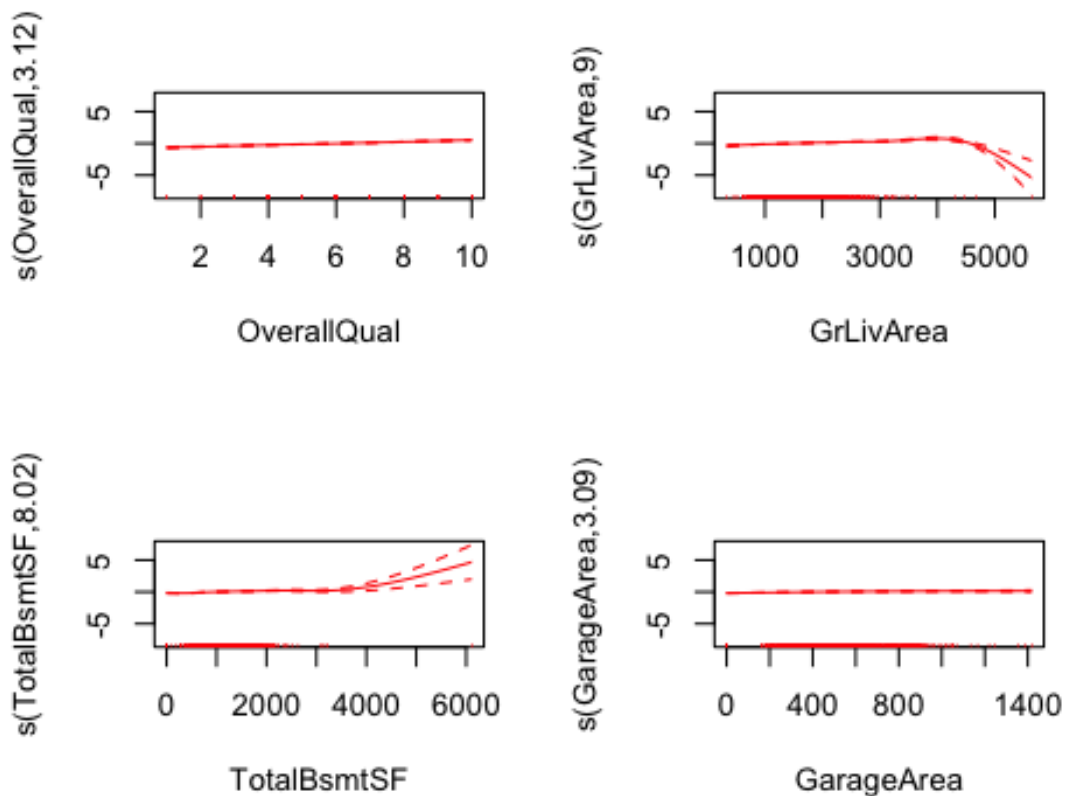 s(OverallQual,3.12)
5
-5
2 4 6 8 10
OverallQual
s(GrLivArea,9)
5
-5
1000 3000 5000
GrLivArea
s(TotalBsmtSF,8.02)
5
-5
0 2000 4000 6000
TotalBsmtSF
s(GarageArea,3.09)
5
-5
0 400 800 1400
GarageArea